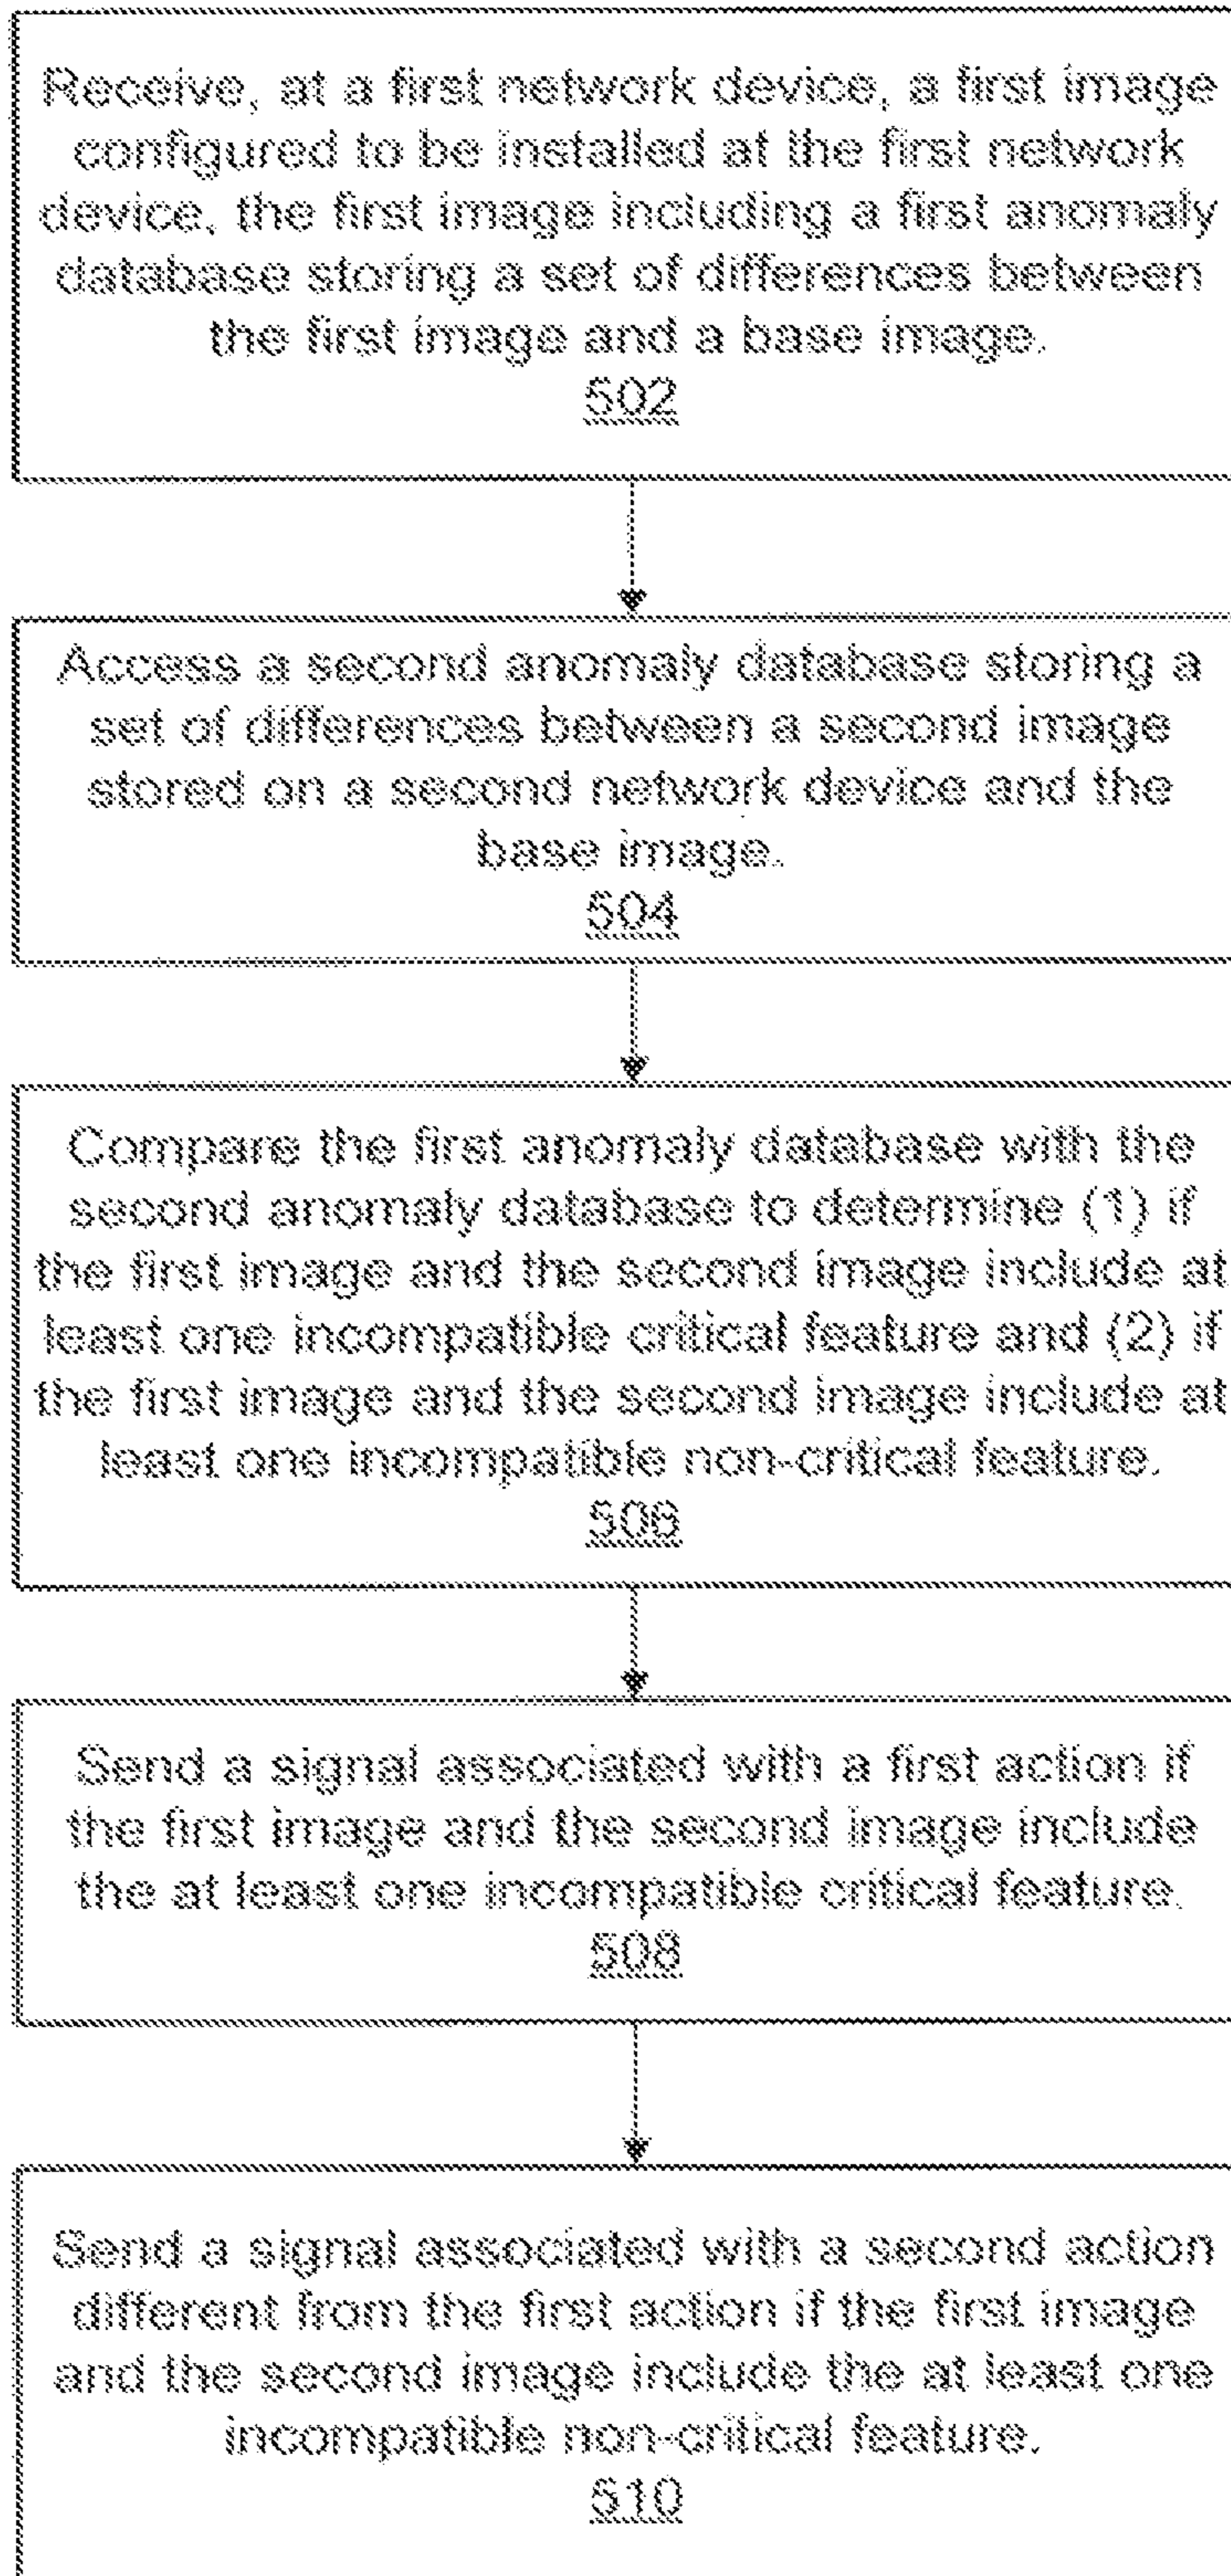 Receive, at a first network device, a first image
configured to be installed at the first network
device, the first image including a first anomaly
database storing a set of differences between
the first image and a base image.
502
Access a second anomaly database storing a
set of differences between a second image
stored on a second network device and the
base image.
504
Compare the first anomaly database with the
second anomaly database to determine (1) if
the first image and the second image include at
least one incompatible critical feature and (2) if
the first image and the second image include at
least one incompatible non-critical feature.
506
Send a signal associated with a first action if
the first image and the second image include
the at least one incompatible critical feature.
508
Send a signal associated with a second action
different from the first action if the first image
and the second image include the at least one
incompatible non-critical feature.
510